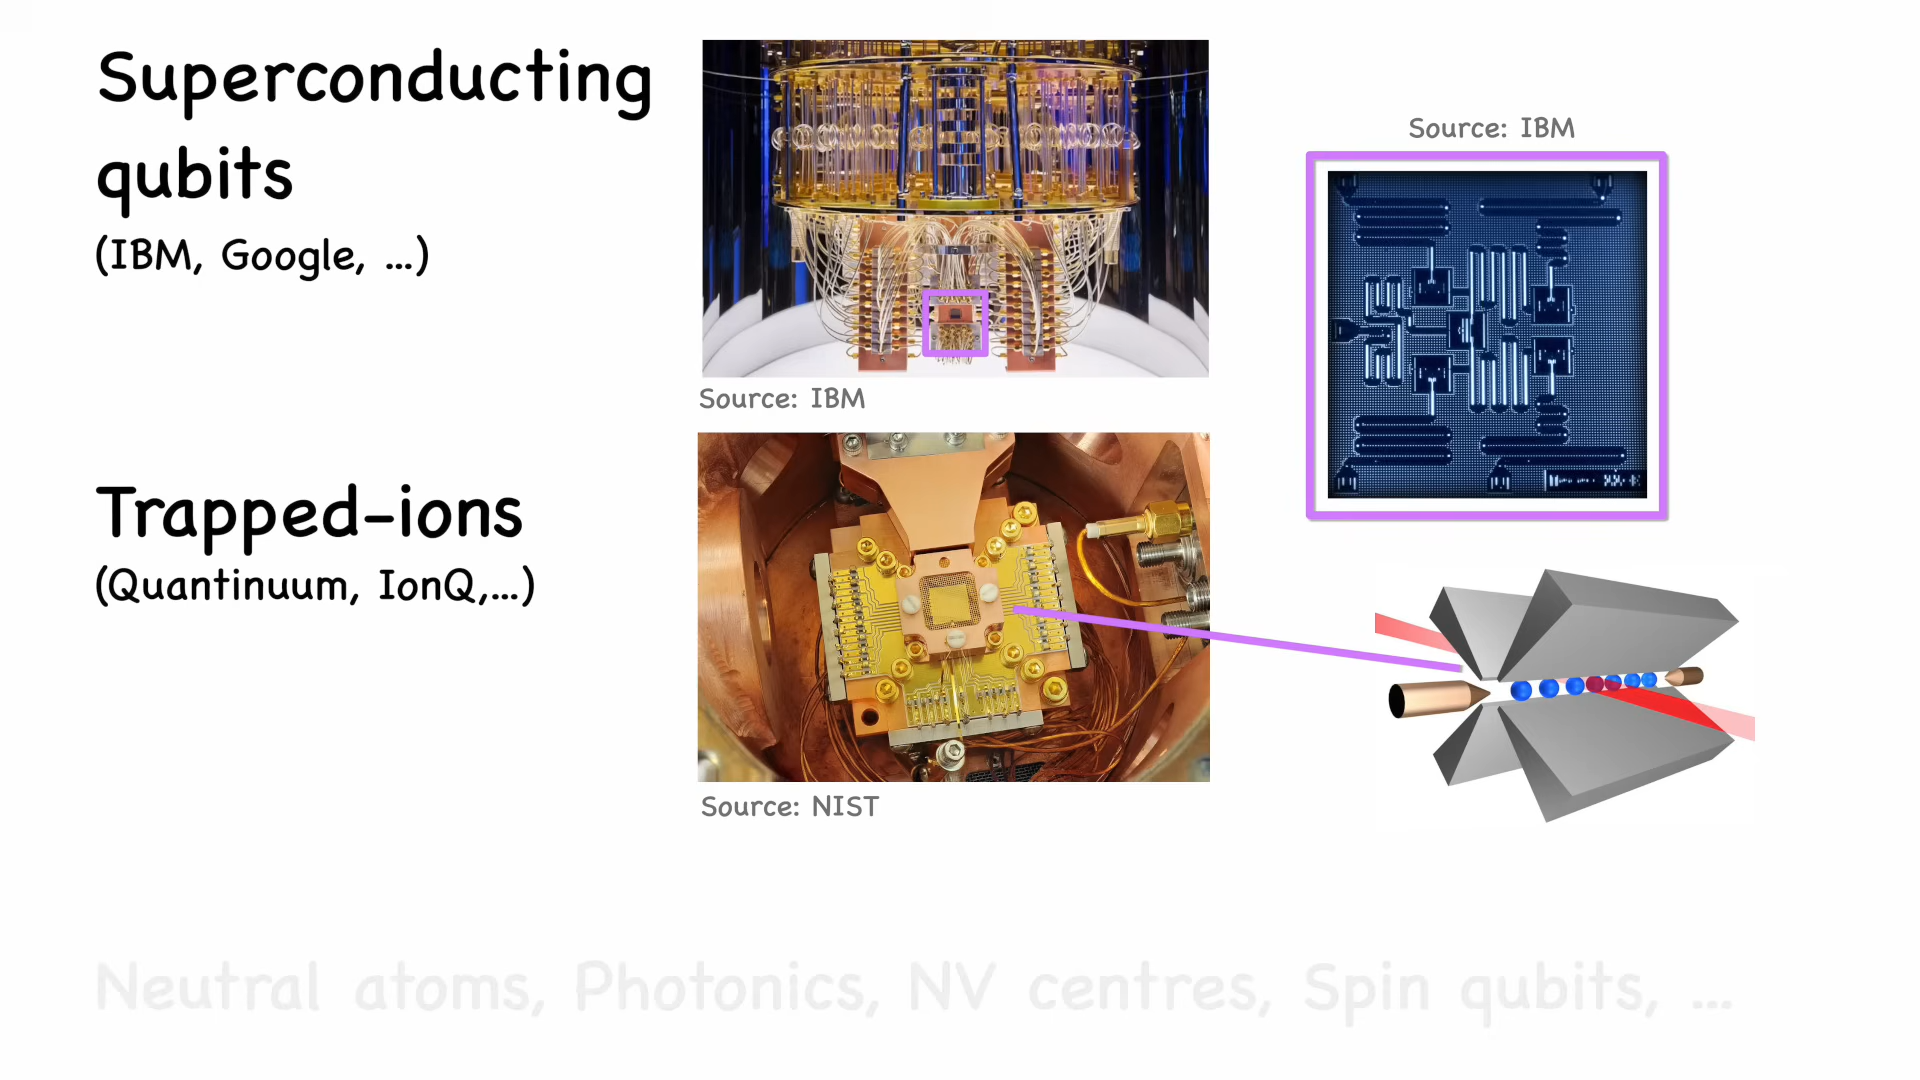 Superconducting
qubits
(IBM, Google, ...)
Source: IBM
Source: IBM
Trapped-ions
(Quantinuum, IonQ,...)
Source: NIST
Neutral atoms, Photonics, NV centres, Spin qubits, ...